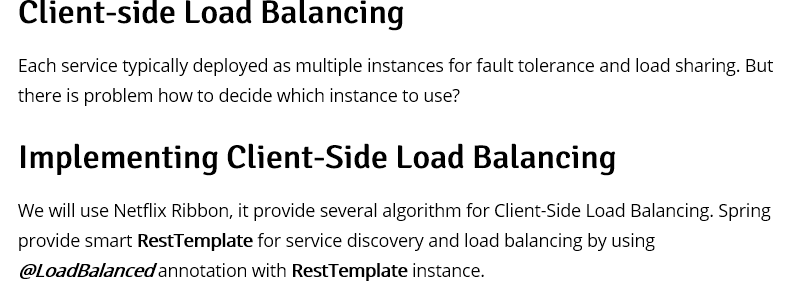 Client-side Load Balancing
Each service typically deployed as multiple instances for fault tolerance and load sharing. But
there is problem how to decide which instance to use?
Implementing Client-Side Load Balancing
We will use Netflix Ribbon, it provide several algorithm for Client-Side Load Balancing. Spring
provide smart RestTemplate for service discovery and load balancing by using
@LoadBalanced annotation with RestTemplate instance.